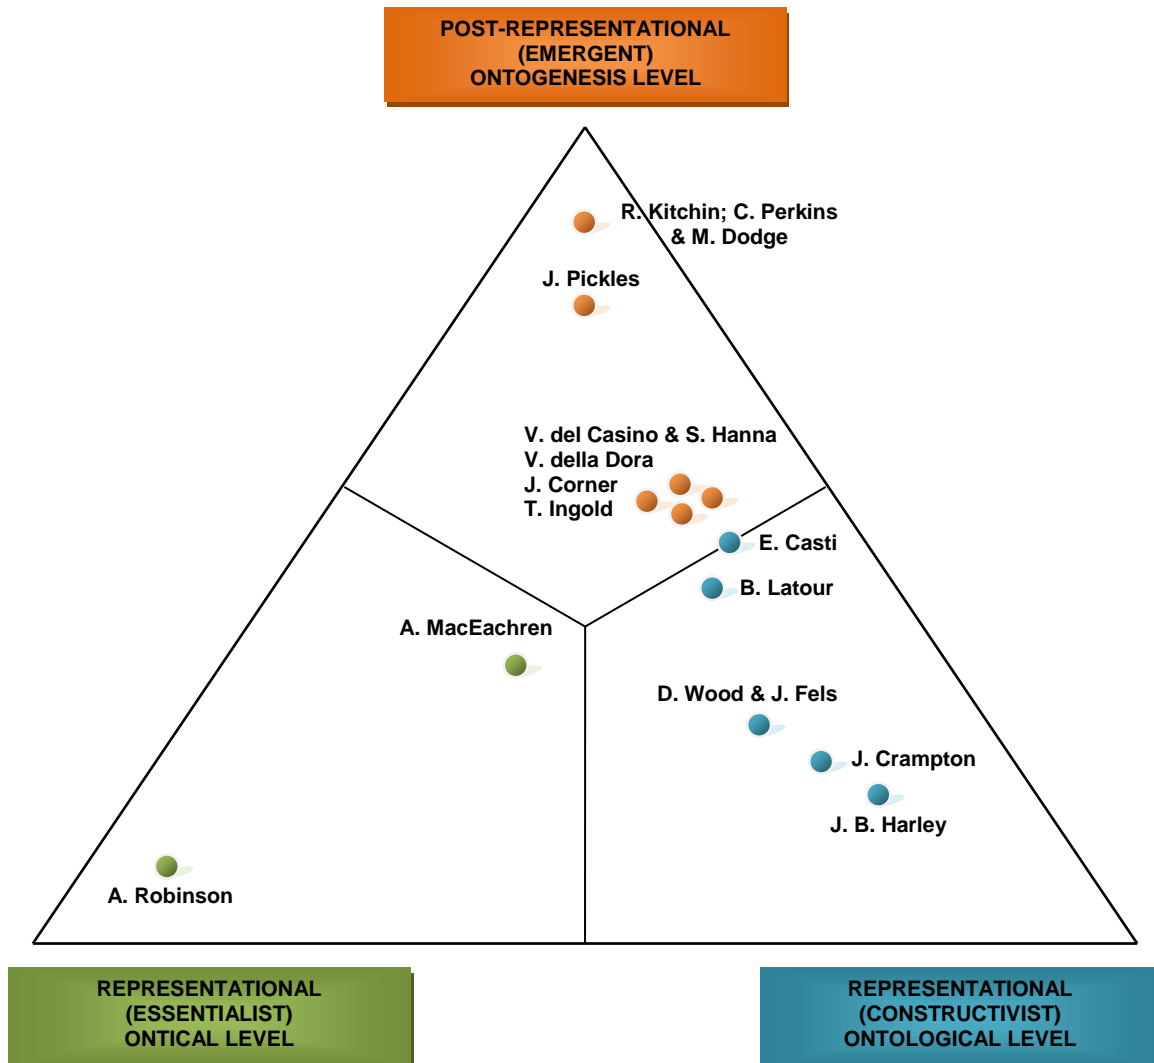 POST-REPRESENTATIONAL
(EMERGENT)
ONTOGENESIS LEVEL
R. Kitchin; C. Perkins
& M. Dodge
J. Pickles
V. del Casino & S. Hanna
V. della Dora
J. Corner
T. Ingold
E. Casti
B. Latour
A. MacEachren
D. Wood & J. Fels
J. Crampton
J. B. Harley
A. Robinson
REPRESENTATIONAL
(ESSENTIALIST)
ONTICAL LEVEL
REPRESENTATIONAL
(CONSTRUCTIVIST)
ONTOLOGICAL LEVEL